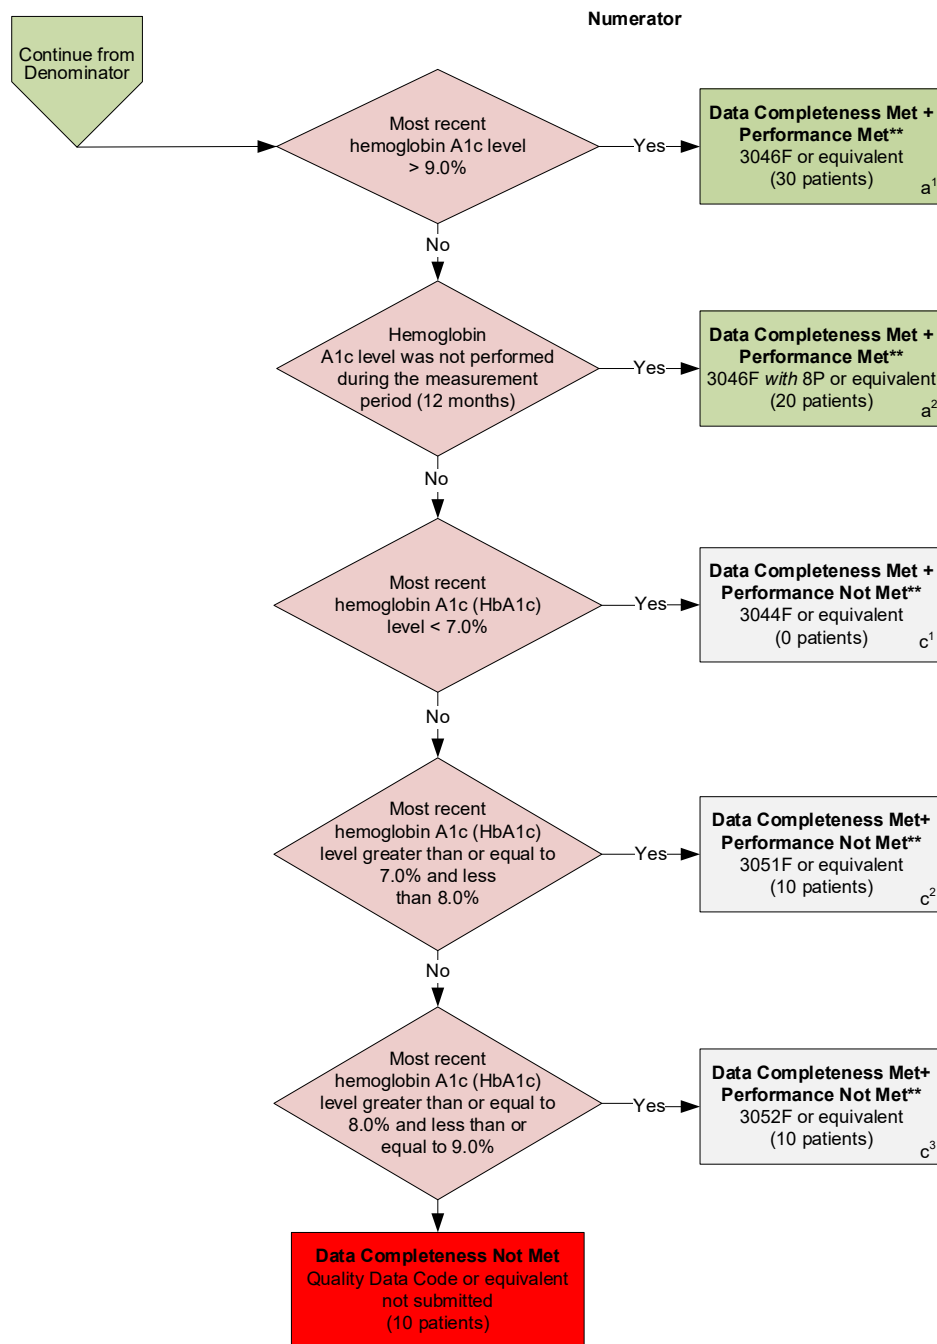 Numerator
Continue from
Denominator
Most recent
hemoglobin A1c level
> 9.0%
Yes
Data Completeness Met +
Performance Met**
3046F or equivalent
(30 patients)
a¹
No
Hemoglobin
A1c level was not performed
during the measurement
period (12 months)
Yes
Data Completeness Met +
Performance Met**
3046F with 8P or equivalent
(20 patients)
a²
No
Most recent
hemoglobin A1c (HbA1c)
level < 7.0%
Yes
Data Completeness Met +
Performance Not Met**
3044F or equivalent
(0 patients)
c¹
No
Most recent
hemoglobin A1c (HbA1c)
level greater than or equal to
7.0% and less
than 8.0%
Yes
Data Completeness Met+
Performance Not Met**
3051F or equivalent
(10 patients)
c²
No
Most recent
hemoglobin A1c (HbA1c)
level greater than or equal to
8.0% and less than or
equal to 9.0%
Yes
Data Completeness Met+
Performance Not Met**
3052F or equivalent
(10 patients)
c³
Data Completeness Not Met
Quality Data Code or equivalent
not submitted
(10 patients)